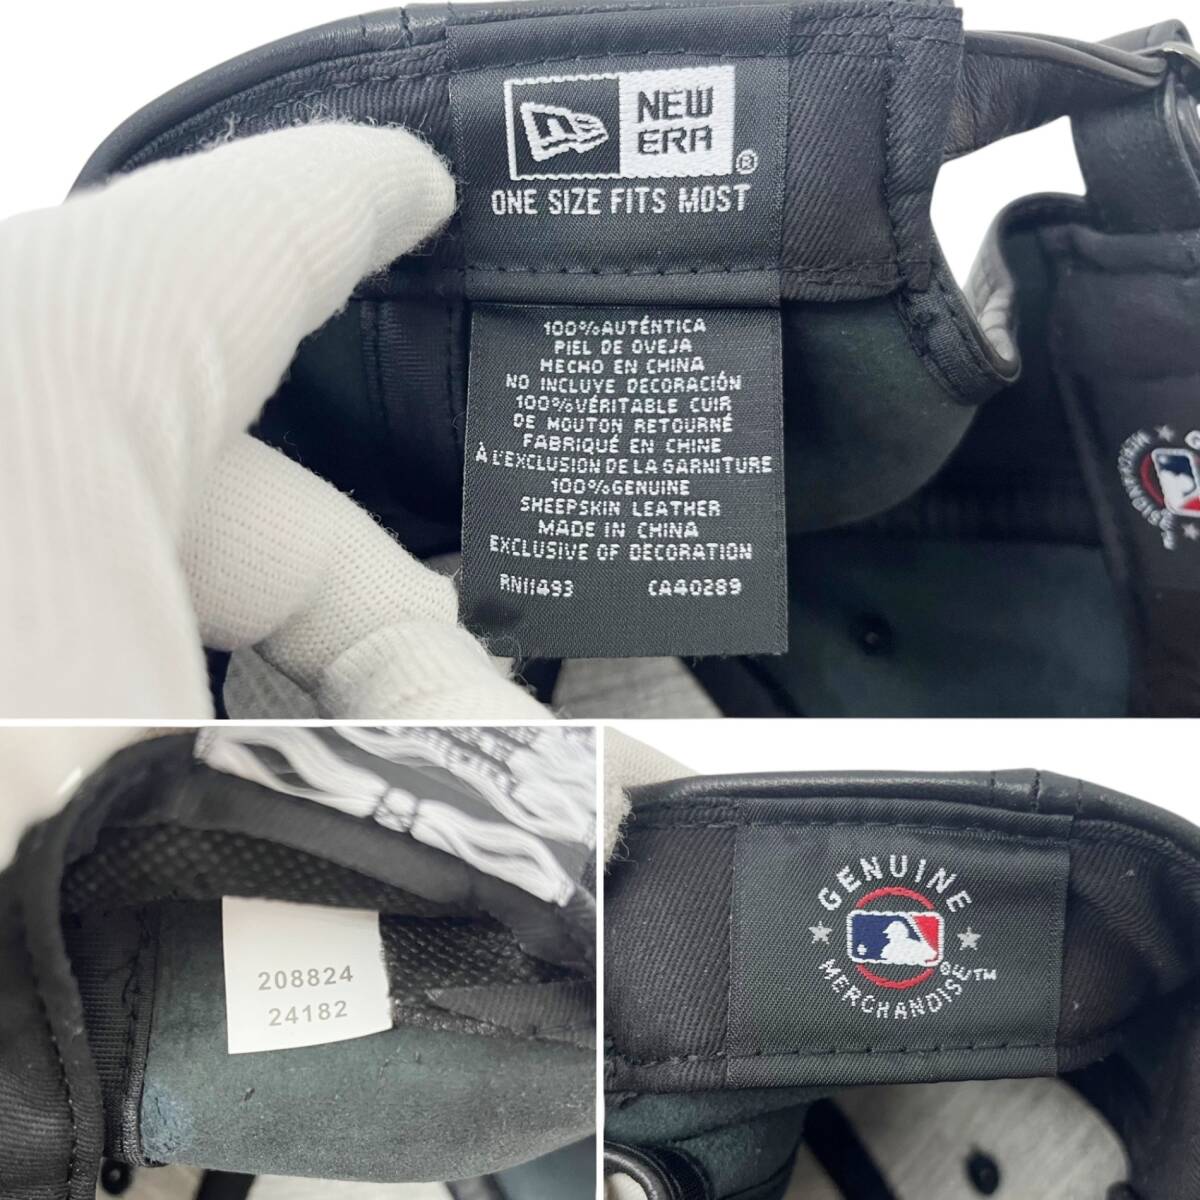 NEW
ERA
®
ONE SIZE FITS MOST
100%AUTÉNTICA
PIEL DE OVEJA
HECHO EN CHINA
NO INCLUYE DECORACIÓN
100%VÉRITABLE CUIR
DE MOUTON RETOURNÉ
FABRIQUÉ EN CHINE
À L'EXCLUSION DE LA GARNITURE
100%GENUINE
SHEEPSKIN LEATHER
MADE IN CHINA
EXCLUSIVE OF DECORATION
RN11493 CA40289
208824
24182
GENUINE
MERCHANDISE™
®